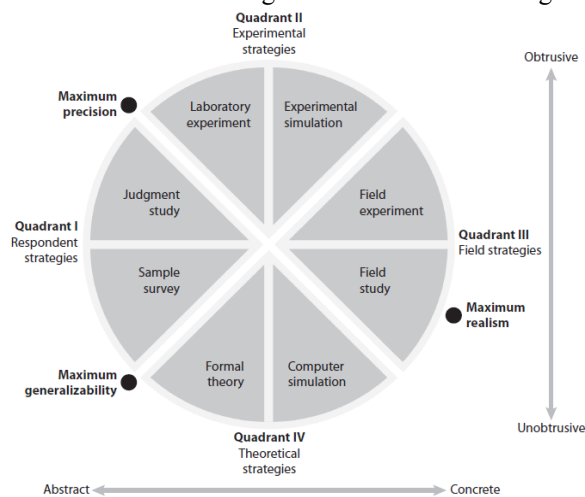 Quadrant II
Experimental
strategies
Obtrusive
Maximum
precision
Laboratory
experiment
Experimental
simulation
Judgment
study
Field
experiment
Quadrant I
Respondent
strategies
Quadrant III
Field strategies
Sample
survey
Field
study
Maximum
realism
Maximum
generalizability
Formal
theory
Computer
simulation
Unobtrusive
Quadrant IV
Theoretical
strategies
Abstract
Concrete